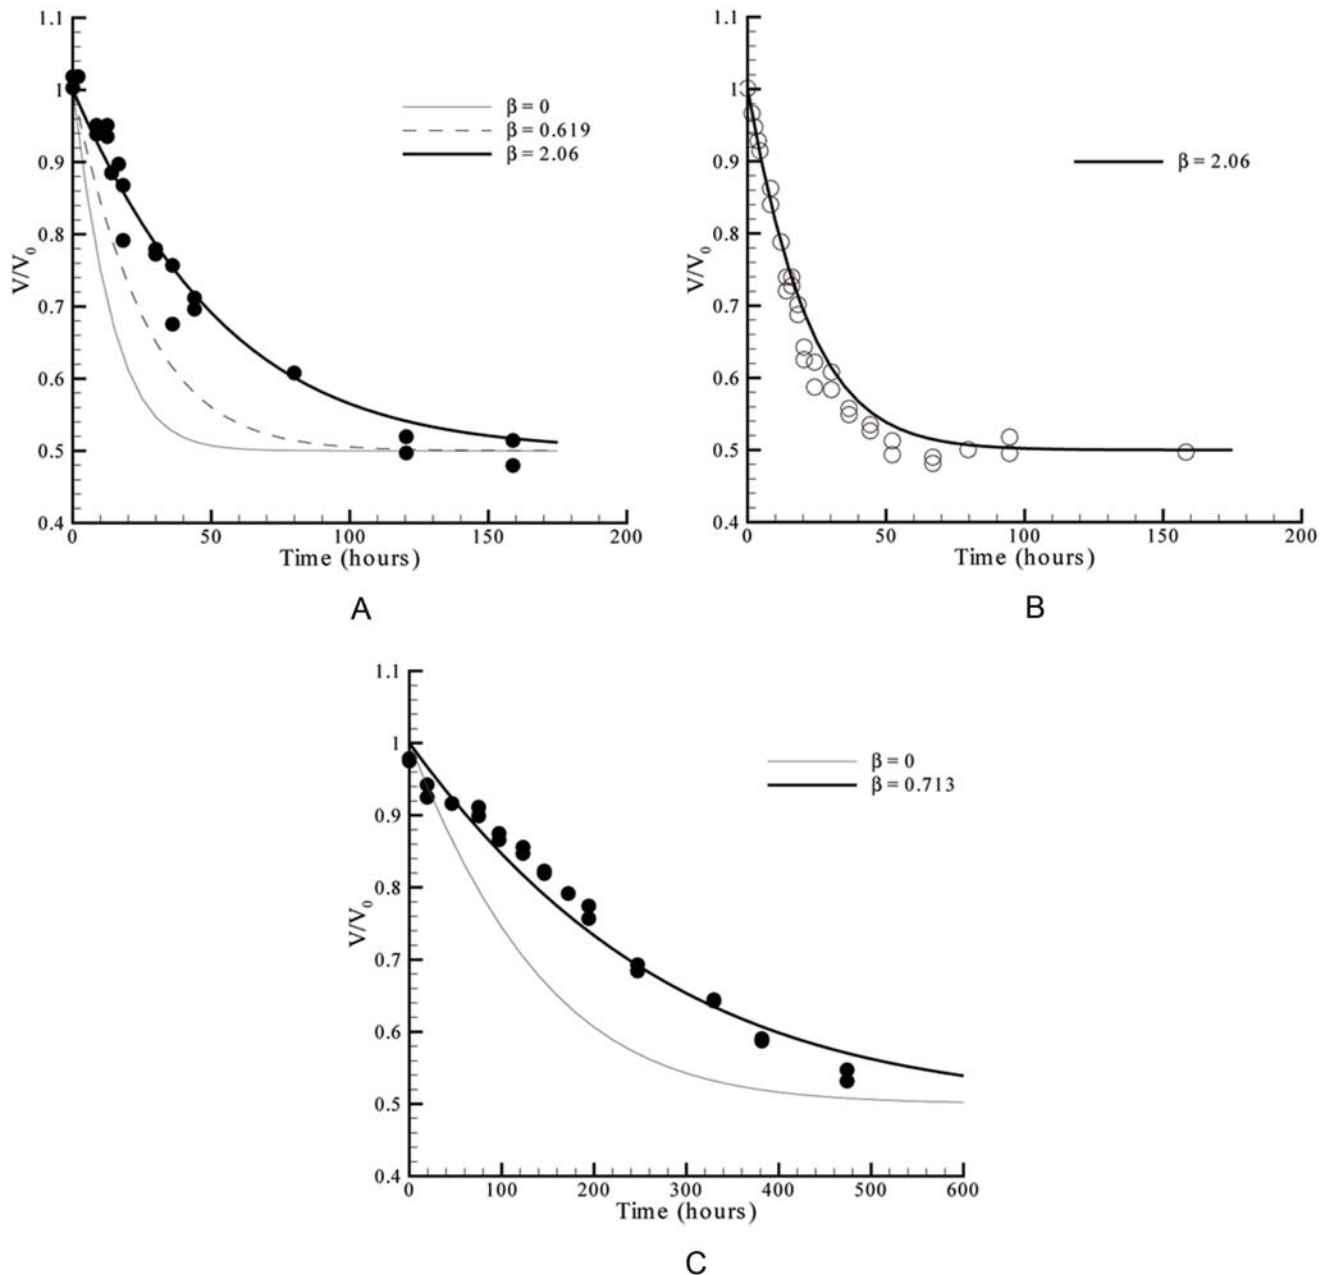 1.1
1
0.9
0.8
0.7
0.6
0.5
0.4
V/V₀
0 50 100 150 200
Time (hours)
β = 0
β = 0.619
β = 2.06
A
1.1
1
0.9
0.8
0.7
0.6
0.5
0.4
V/V₀
0 50 100 150 200
Time (hours)
β = 2.06
B
1.1
1
0.9
0.8
0.7
0.6
0.5
0.4
V/V₀
0 100 200 300 400 500 600
Time (hours)
β = 0
β = 0.713
C